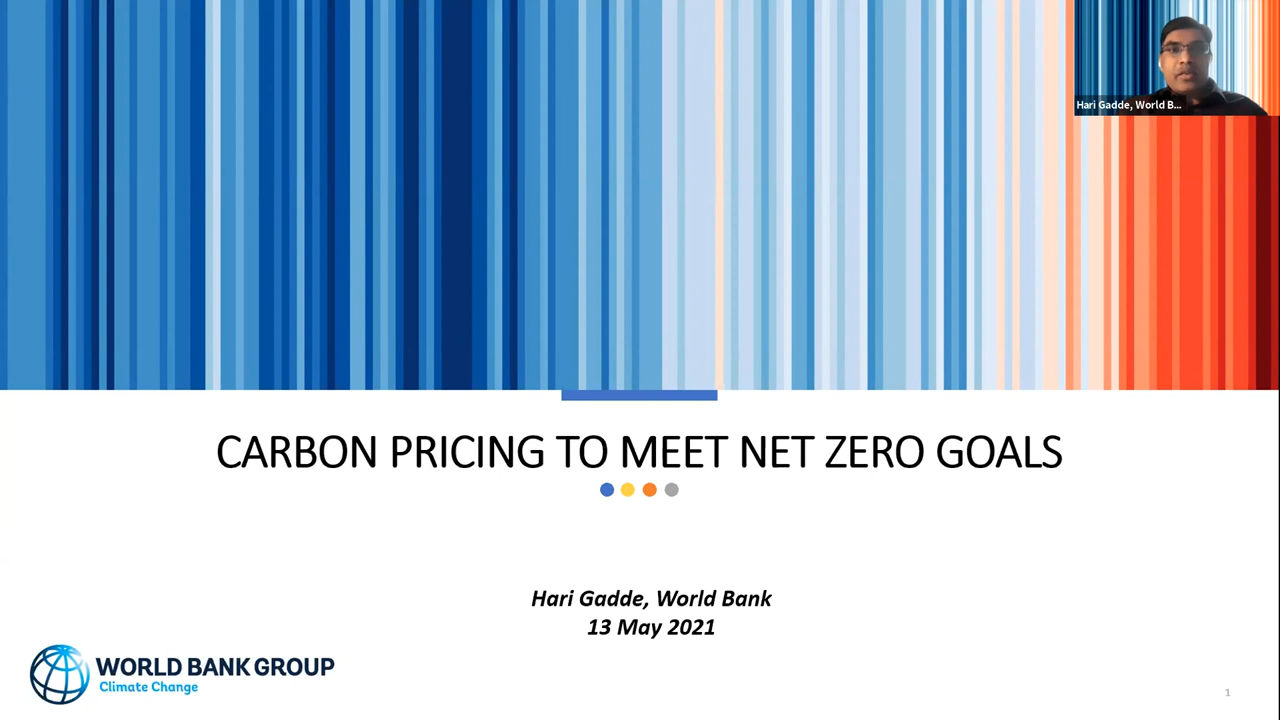 Hari Gadde, World B...
CARBON PRICING TO MEET NET ZERO GOALS
Hari Gadde, World Bank
13 May 2021
WORLD BANK GROUP
Climate Change
1